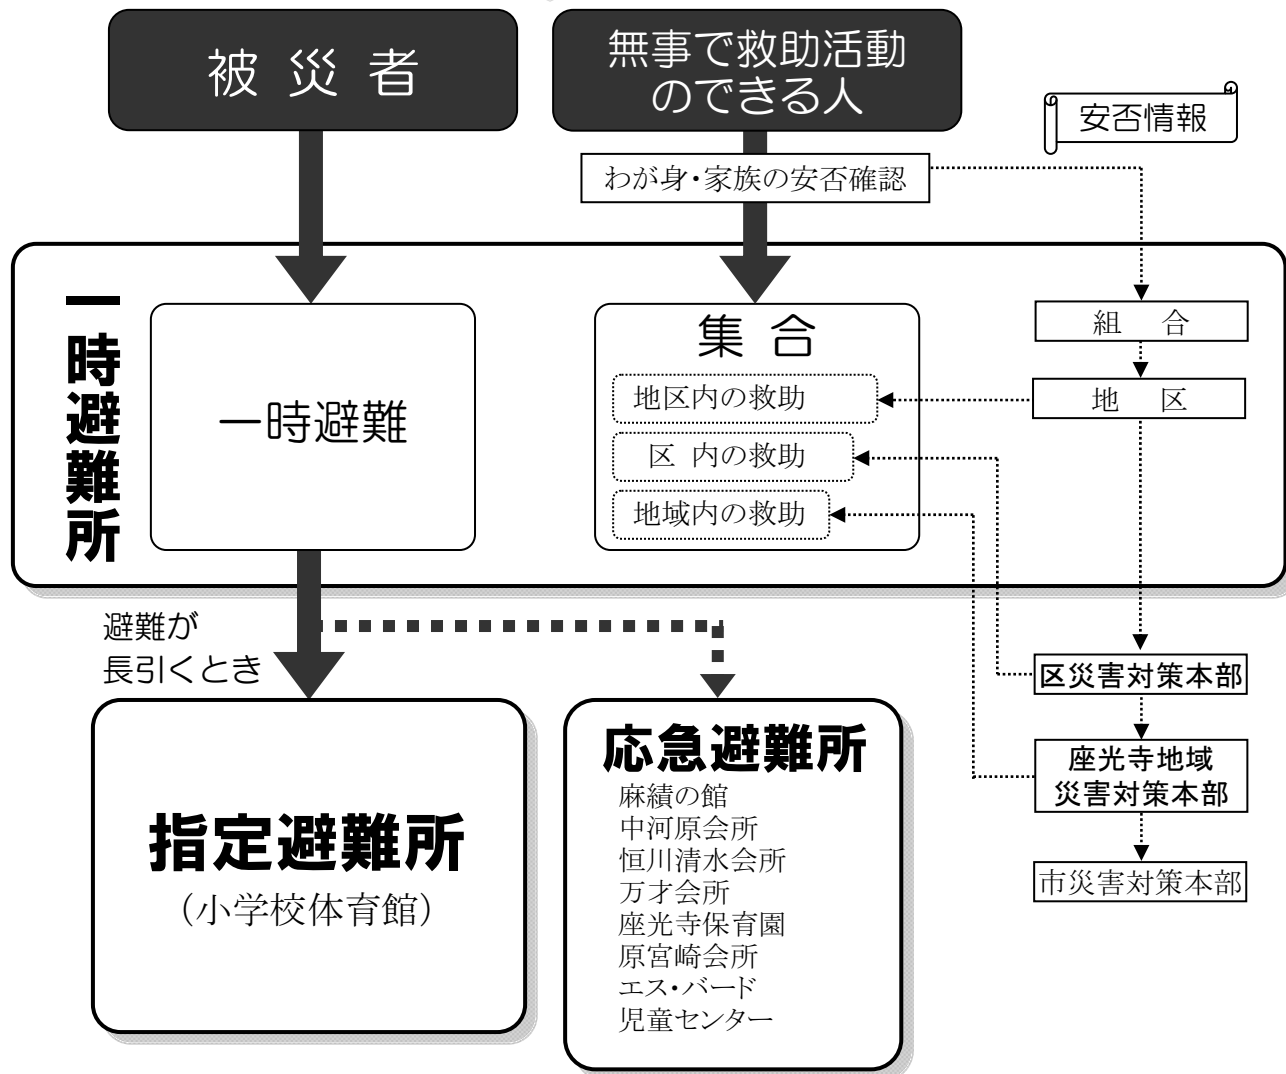 被 災 者
無事で救助活動
のできる人
安否情報
わが身・家族の安否確認
一時避難所
一時避難
集 合
地区内の救助
区 内の救助
地域内の救助
組 合
地 区
避難が
長引くとき
指定避難所
（小学校体育館）
応急避難所
麻績の館
中河原会所
恒川清水会所
万才会所
座光寺保育園
原宮崎会所
エス・バード
児童センター
区災害対策本部
座光寺地域
災害対策本部
市災害対策本部